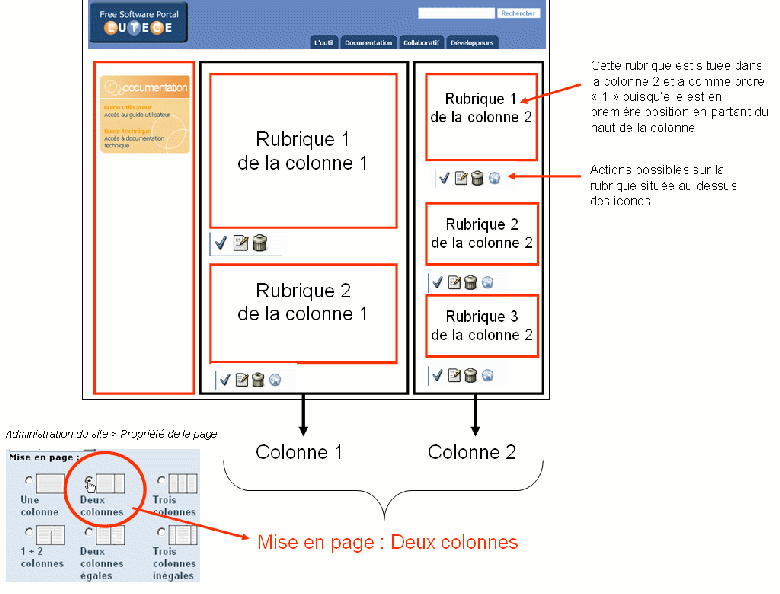 Free Software Portal
LUTECE
Rechercher
L'outil
Documentation
Collaboratif
Développeurs
documentation
Guide utilisateur
Accès au guide utilisateur
Guide technique
Accès à documentation
technique
Rubrique 1
de la colonne 1
Rubrique 2
de la colonne 1
Rubrique 1
de la colonne 2
Rubrique 2
de la colonne 2
Rubrique 3
de la colonne 2
Cette rubrique est située dans
la colonne 2 et a comme ordre
« 1 » puisqu'elle est en
première position en partant du
haut de la colonne
Actions possibles sur la
rubrique située au dessus
des icones
Colonne 1
Colonne 2
Administration de site > Propriété de la page
Mise en page :
Une
colonne
Deux
colonnes
Trois
colonnes
1 + 2
colonnes
Deux
colonnes
égales
Trois
colonnes
inégales
Mise en page : Deux colonnes